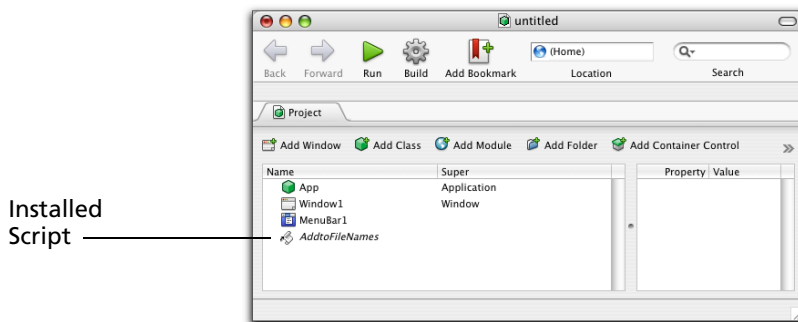 untitled
Back Forward Run Build Add Bookmark (Home) Location Search
Project
Add Window Add Class Add Module Add Folder Add Container Control
Name Super Property Value
App Application
Window1 Window
MenuBar1
AddtoFileNames
Installed
Script